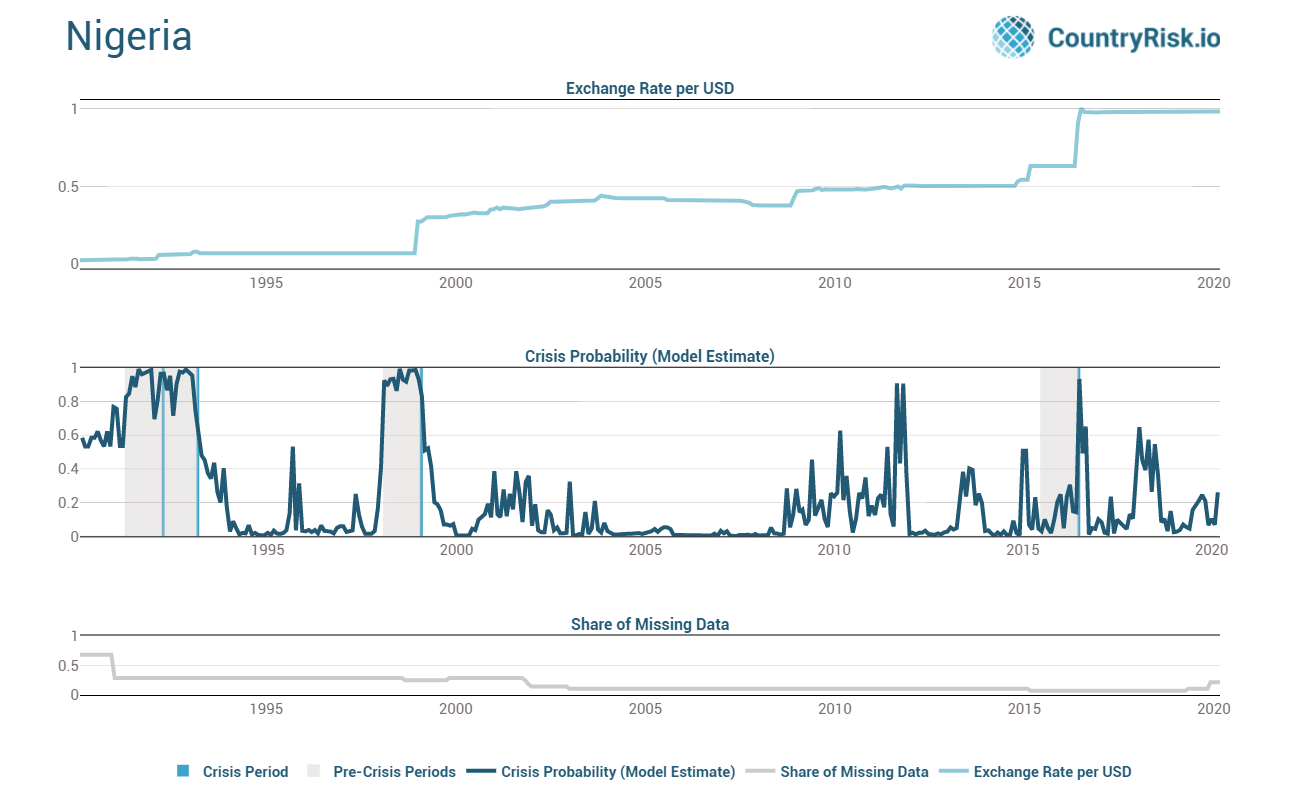 Nigeria
CountryRisk.io
Exchange Rate per USD
1
0.5
0
1995 2000 2005 2010 2015 2020
Crisis Probability (Model Estimate)
1
0.8
0.6
0.4
0.2
0
1995 2000 2005 2010 2015 2020
Share of Missing Data
1
0.5
0
1995 2000 2005 2010 2015 2020
Crisis Period Pre-Crisis Periods Crisis Probability (Model Estimate) Share of Missing Data Exchange Rate per USD